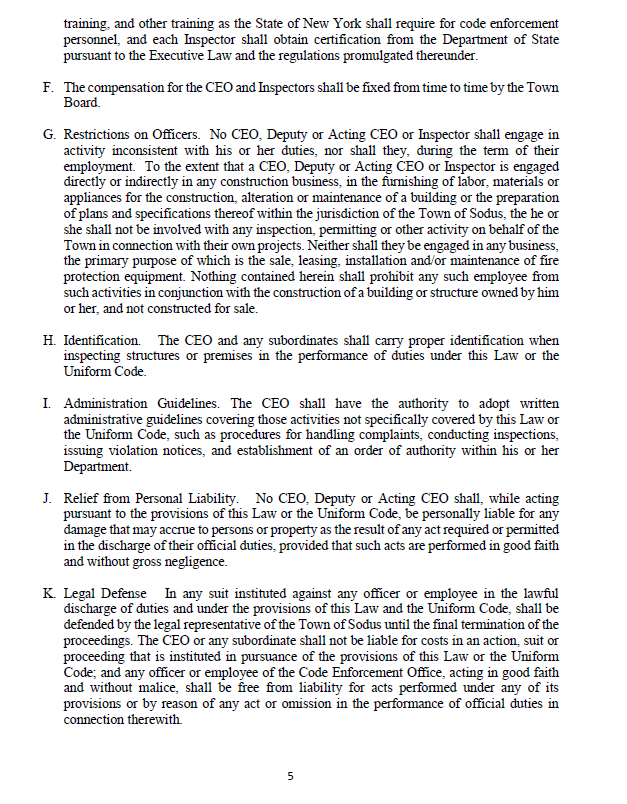 training, and other training as the State of New York shall require for code enforcement
personnel, and each Inspector shall obtain certification from the Department of State
pursuant to the Executive Law and the regulations promulgated thereunder.
F. The compensation for the CEO and Inspectors shall be fixed from time to time by the Town
Board.
G. Restrictions on Officers. No CEO, Deputy or Acting CEO or Inspector shall engage in
activity inconsistent with his or her duties, nor shall they, during the term of their
employment. To the extent that a CEO, Deputy or Acting CEO or Inspector is engaged
directly or indirectly in any construction business, in the furnishing of labor, materials or
appliances for the construction, alteration or maintenance of a building or the preparation
of plans and specifications thereof within the jurisdiction of the Town of Sodus, the he or
she shall not be involved with any inspection, permitting or other activity on behalf of the
Town in connection with their own projects. Neither shall they be engaged in any business,
the primary purpose of which is the sale, leasing, installation and/or maintenance of fire
protection equipment. Nothing contained herein shall prohibit any such employee from
such activities in conjunction with the construction of a building or structure owned by him
or her, and not constructed for sale.
H. Identification. The CEO and any subordinates shall carry proper identification when
inspecting structures or premises in the performance of duties under this Law or the
Uniform Code.
I. Administration Guidelines. The CEO shall have the authority to adopt written
administrative guidelines covering those activities not specifically covered by this Law or
the Uniform Code, such as procedures for handling complaints, conducting inspections,
issuing violation notices, and establishment of an order of authority within his or her
Department.
J. Relief from Personal Liability. No CEO, Deputy or Acting CEO shall, while acting
pursuant to the provisions of this Law or the Uniform Code, be personally liable for any
damage that may accrue to persons or property as the result of any act required or permitted
in the discharge of their official duties, provided that such acts are performed in good faith
and without gross negligence.
K. Legal Defense In any suit instituted against any officer or employee in the lawful
discharge of duties and under the provisions of this Law and the Uniform Code, shall be
defended by the legal representative of the Town of Sodus until the final termination of the
proceedings. The CEO or any subordinate shall not be liable for costs in an action, suit or
proceeding that is instituted in pursuance of the provisions of this Law or the Uniform
Code; and any officer or employee of the Code Enforcement Office, acting in good faith
and without malice, shall be free from liability for acts performed under any of its
provisions or by reason of any act or omission in the performance of official duties in
connection therewith.
5